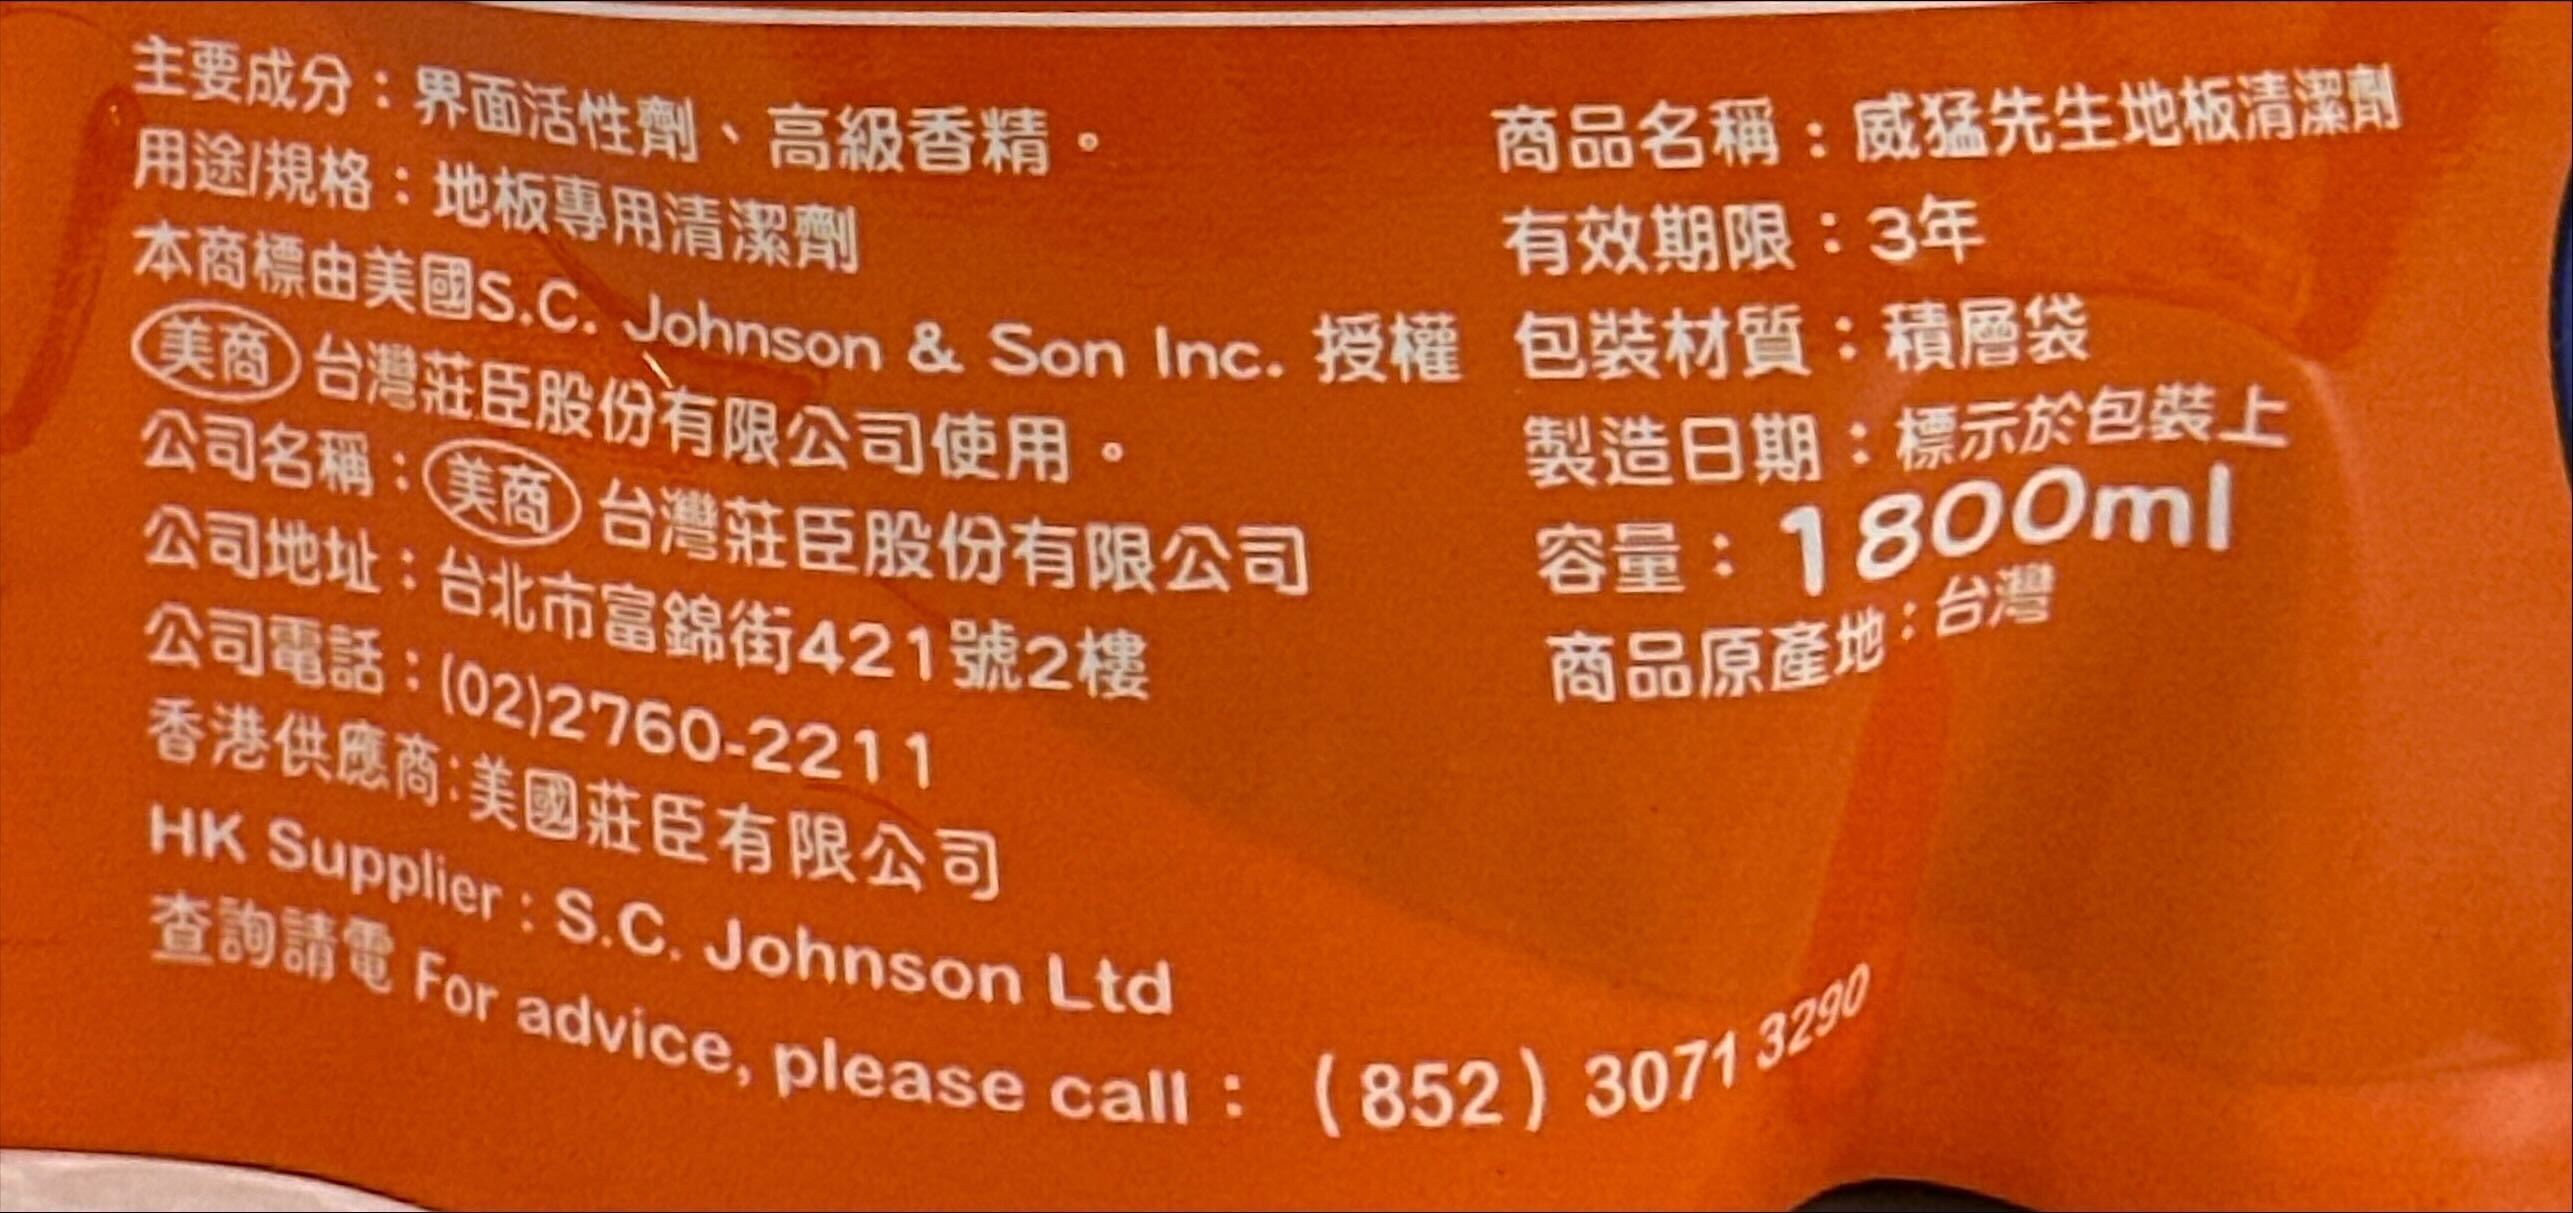 主要成分：界面活性劑、高級香精。
用途/規格：地板專用清潔劑
本商標由美國S.C. Johnson & Son Inc. 授權
美商 台灣莊臣股份有限公司使用。
公司名稱：美商 台灣莊臣股份有限公司
公司地址：台北市富錦街421號2樓
公司電話：(02)2760-2211
香港供應商:美國莊臣有限公司
HK Supplier : S.C. Johnson Ltd
查詢請電 For advice, please call : (852) 3071 3290
商品名稱：威猛先生地板清潔劑
有效期限：3年
包裝材質：積層袋
製造日期：標示於包裝上
容量：1800ml
商品原產地：台灣